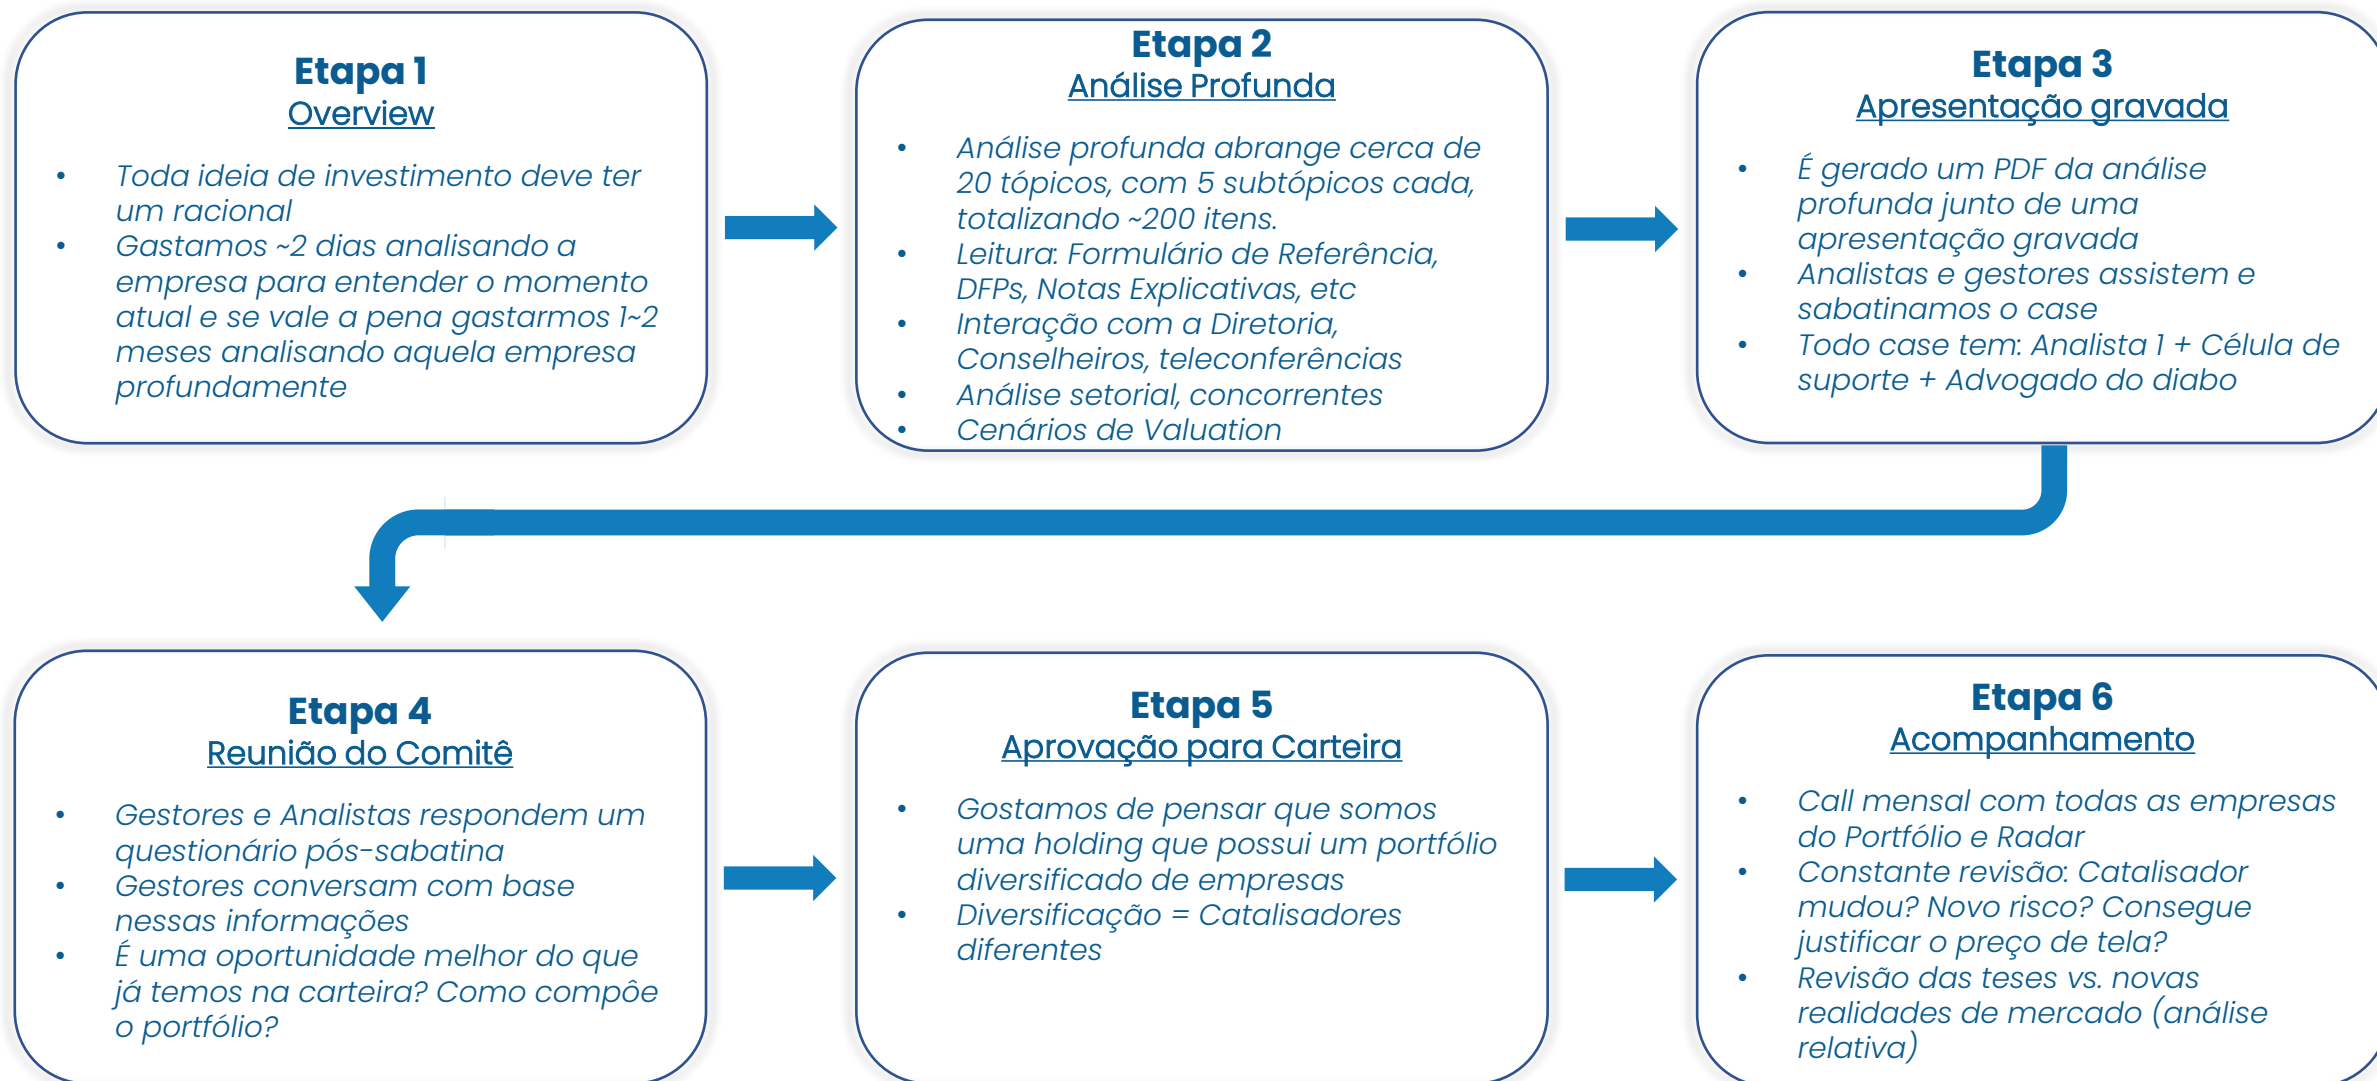 Etapa 1
Overview
• Toda ideia de investimento deve ter
um racional
• Gastamos ~2 dias analisando a
empresa para entender o momento
atual e se vale a pena gastarmos 1~2
meses analisando aquela empresa
profundamente
Etapa 2
Análise Profunda
• Análise profunda abrange cerca de
20 tópicos, com 5 subtópicos cada,
totalizando ~200 itens.
• Leitura: Formulário de Referência,
DFPs, Notas Explicativas, etc
• Interação com a Diretoria,
Conselheiros, teleconferências
• Análise setorial, concorrentes
• Cenários de Valuation
Etapa 3
Apresentação gravada
• É gerado um PDF da análise
profunda junto de uma
apresentação gravada
• Analistas e gestores assistem e
sabatinamos o case
• Todo case tem: Analista 1 + Célula de
suporte + Advogado do diabo
Etapa 4
Reunião do Comitê
• Gestores e Analistas respondem um
questionário pós-sabatina
• Gestores conversam com base
nessas informações
• É uma oportunidade melhor do que
já temos na carteira? Como compôe
o portfólio?
Etapa 5
Aprovação para Carteira
• Gostamos de pensar que somos
uma holding que possui um portfólio
diversificado de empresas
• Diversificação = Catalisadores
diferentes
Etapa 6
Acompanhamento
• Call mensal com todas as empresas
do Portfólio e Radar
• Constante revisão: Catalisador
mudou? Novo risco? Consegue
justificar o preço de tela?
• Revisão das teses vs. novas
realidades de mercado (análise
relativa)